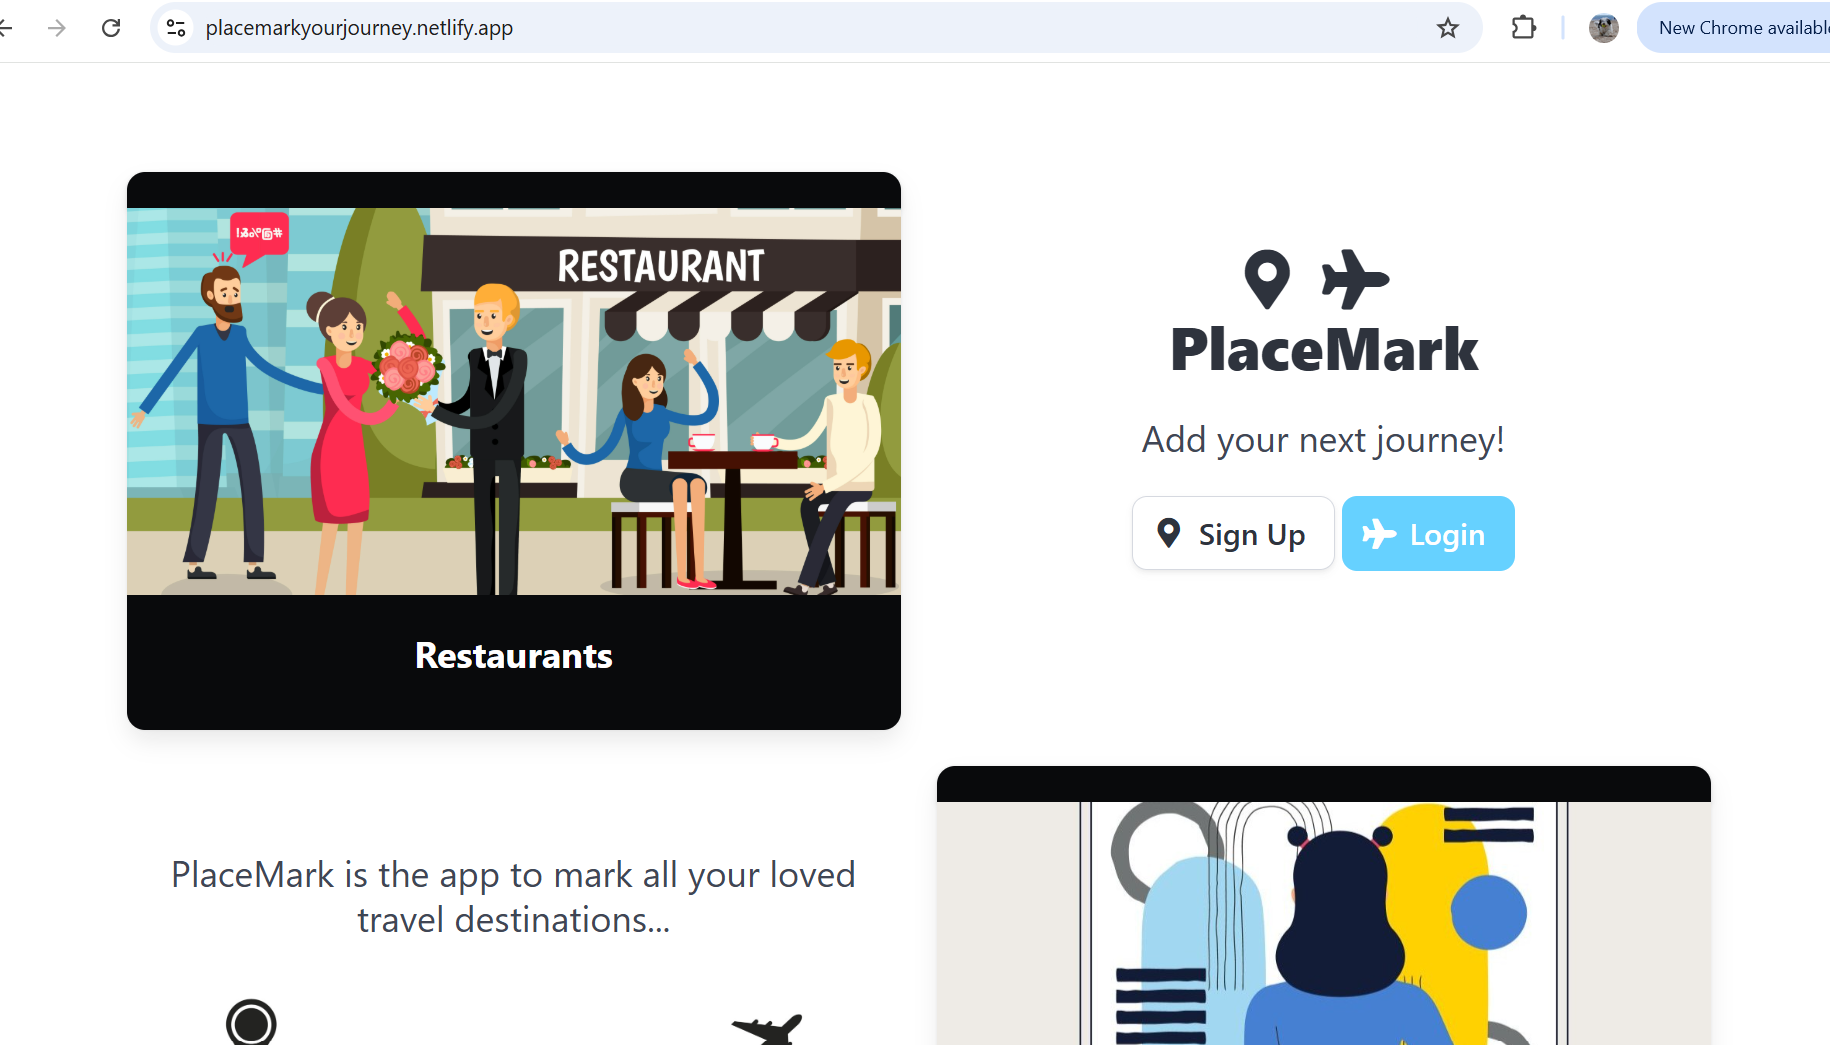 placemarkyourjourney.netlify.app
New Chrome available
#@%&!
RESTAURANT
Restaurants
PlaceMark
Add your next journey!
Sign Up
Login
PlaceMark is the app to mark all your loved
travel destinations...